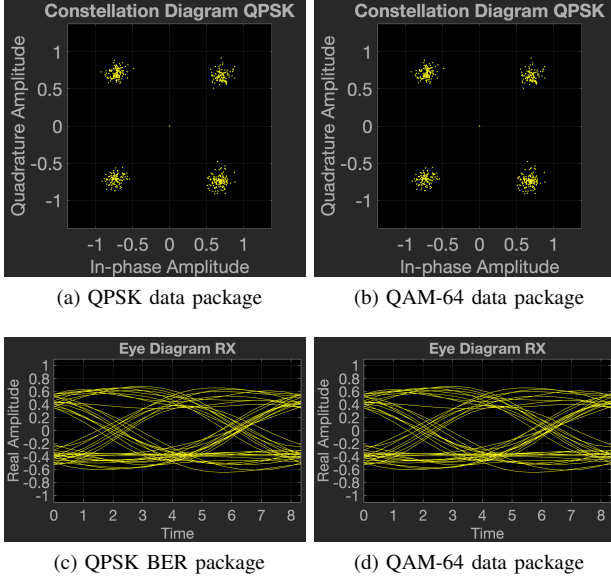 Constellation Diagram QPSK
Quadrature Amplitude
1
0.5
0
-0.5
-1
-1 -0.5 0 0.5 1
In-phase Amplitude
(a) QPSK data package
Constellation Diagram QPSK
Quadrature Amplitude
1
0.5
0
-0.5
-1
-1 -0.5 0 0.5 1
In-phase Amplitude
(b) QAM-64 data package
Eye Diagram RX
Real Amplitude
1
0.8
0.6
0.4
0.2
0
-0.2
-0.4
-0.6
-0.8
-1
0 1 2 3 4 5 6 7 8
Time
(c) QPSK BER package
Eye Diagram RX
Real Amplitude
1
0.8
0.6
0.4
0.2
0
-0.2
-0.4
-0.6
-0.8
-1
0 1 2 3 4 5 6 7 8
Time
(d) QAM-64 data package